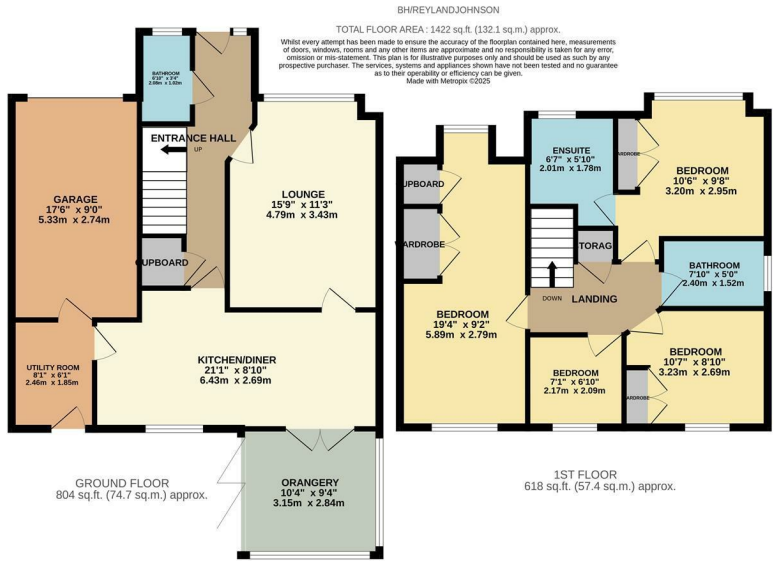 BH/REYLANDJOHNSON
TOTAL FLOOR AREA : 1422 sq.ft. (132.1 sq.m.) approx.
Whilst every attempt has been made to ensure the accuracy of the floorplan contained here, measurements
of doors, windows, rooms and any other items are approximate and no responsibility is taken for any error,
omission or mis-statement. This plan is for illustrative purposes only and should be used as such by any
prospective purchaser. The services, systems and appliances shown have not been tested and no guarantee
as to their operability or efficiency can be given.
Made with Metropix ©2025
BATHROOM
6'10" x 3'4"
2.08m x 1.02m
ENTRANCE HALL
UP
GARAGE
17'6" x 9'0"
5.33m x 2.74m
LOUNGE
15'9" x 11'3"
4.79m x 3.43m
CUPBOARD
KITCHEN/DINER
21'1" x 8'10"
6.43m x 2.69m
UTILITY ROOM
8'1" x 6'1"
2.46m x 1.85m
ORANGERY
10'4" x 9'4"
3.15m x 2.84m
GROUND FLOOR
804 sq.ft. (74.7 sq.m.) approx.
ENSUITE
6'7" x 5'10"
2.01m x 1.78m
ARDROBE
BEDROOM
10'6" x 9'8"
3.20m x 2.95m
UPBOARD
WARDROBE
STORAG
BATHROOM
7'10" x 5'0"
2.40m x 1.52m
DOWN
LANDING
BEDROOM
19'4" x 9'2"
5.89m x 2.79m
BEDROOM
7'1" x 6'10"
2.17m x 2.09m
BEDROOM
10'7" x 8'10"
3.23m x 2.69m
ARDROBE
1ST FLOOR
618 sq.ft. (57.4 sq.m.) approx.